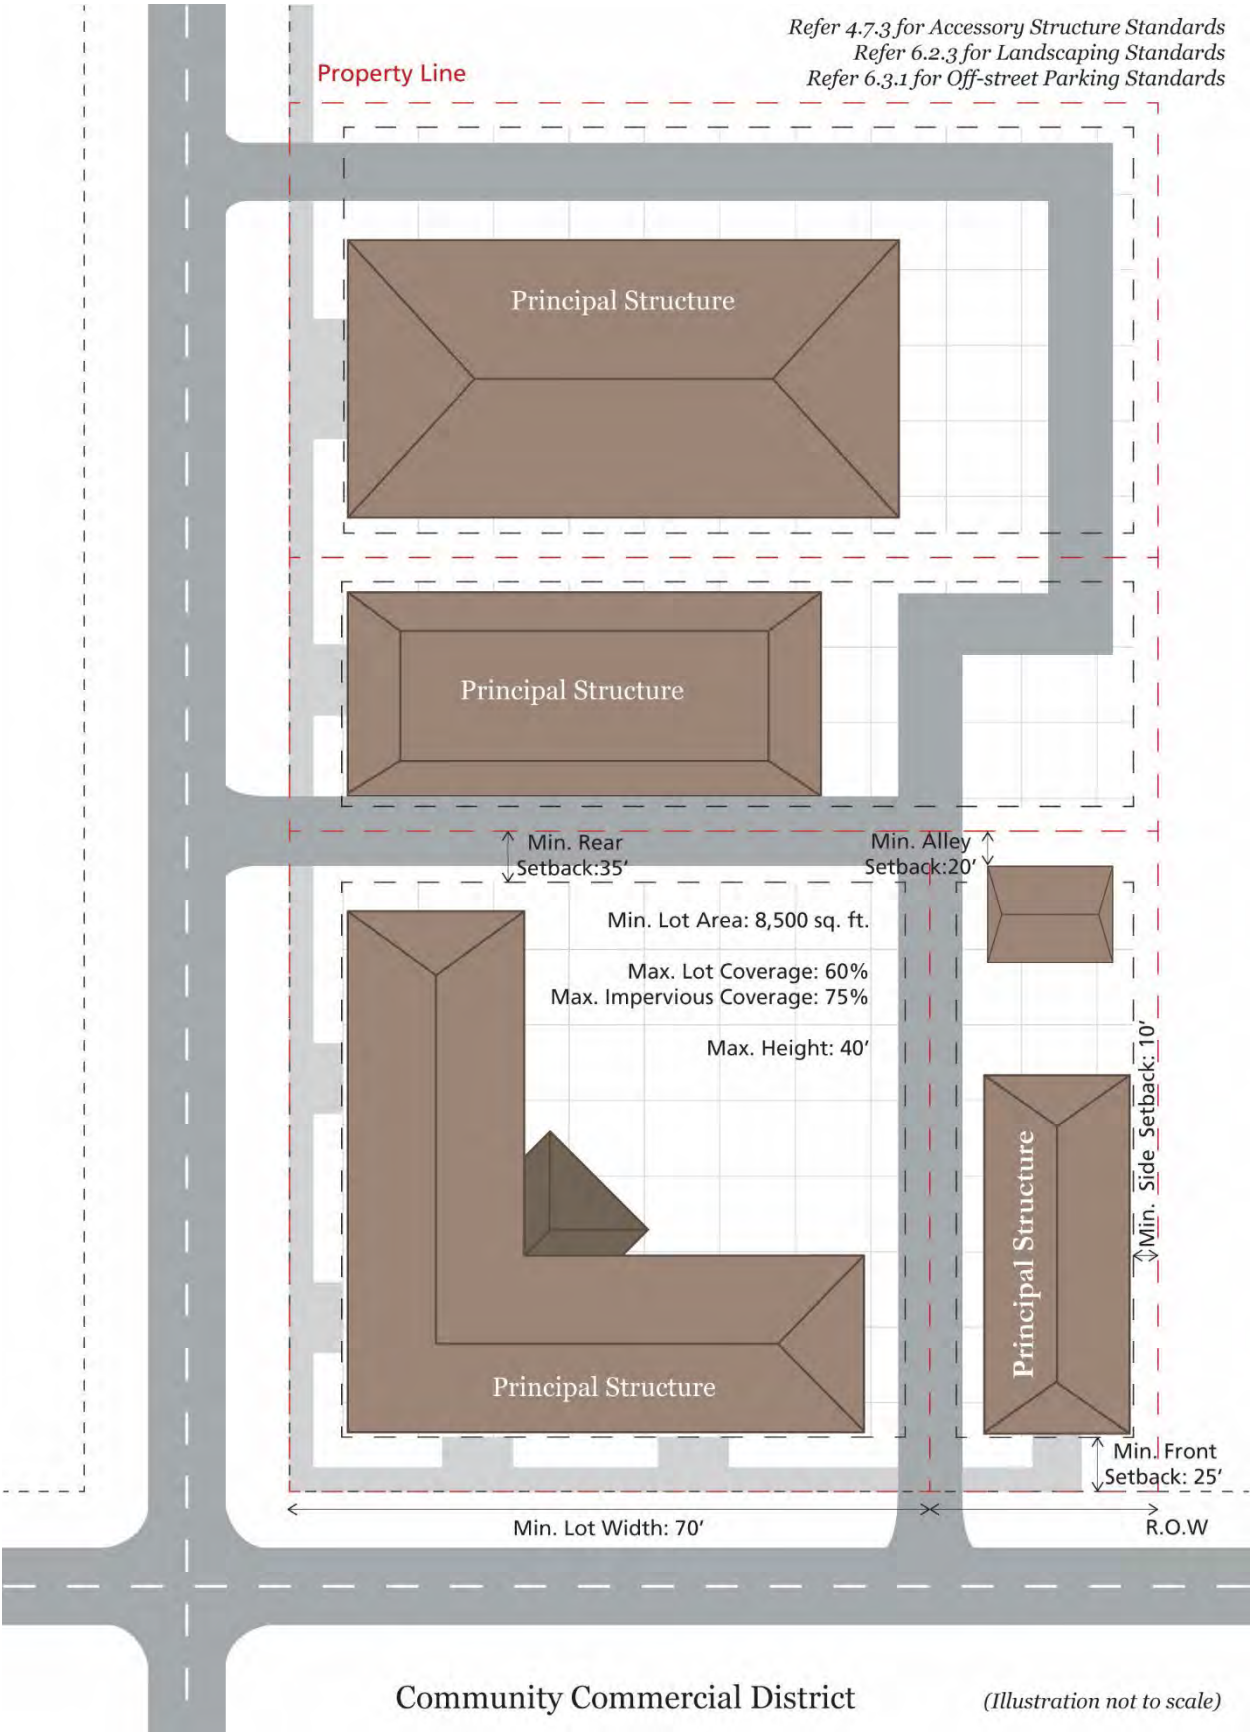 Refer 4.7.3 for Accessory Structure Standards
Refer 6.2.3 for Landscaping Standards
Refer 6.3.1 for Off-street Parking Standards
Property Line
Principal Structure
Principal Structure
Min. Rear
Setback:35'
Min. Alley
Setback:20'
Min. Lot Area: 8,500 sq. ft.
Max. Lot Coverage: 60%
Max. Impervious Coverage: 75%
Max. Height: 40'
Min. Side Setback: 10'
Principal Structure
Principal Structure
Min. Front
Setback: 25'
Min. Lot Width: 70'
R.O.W
Community Commercial District
(Illustration not to scale)